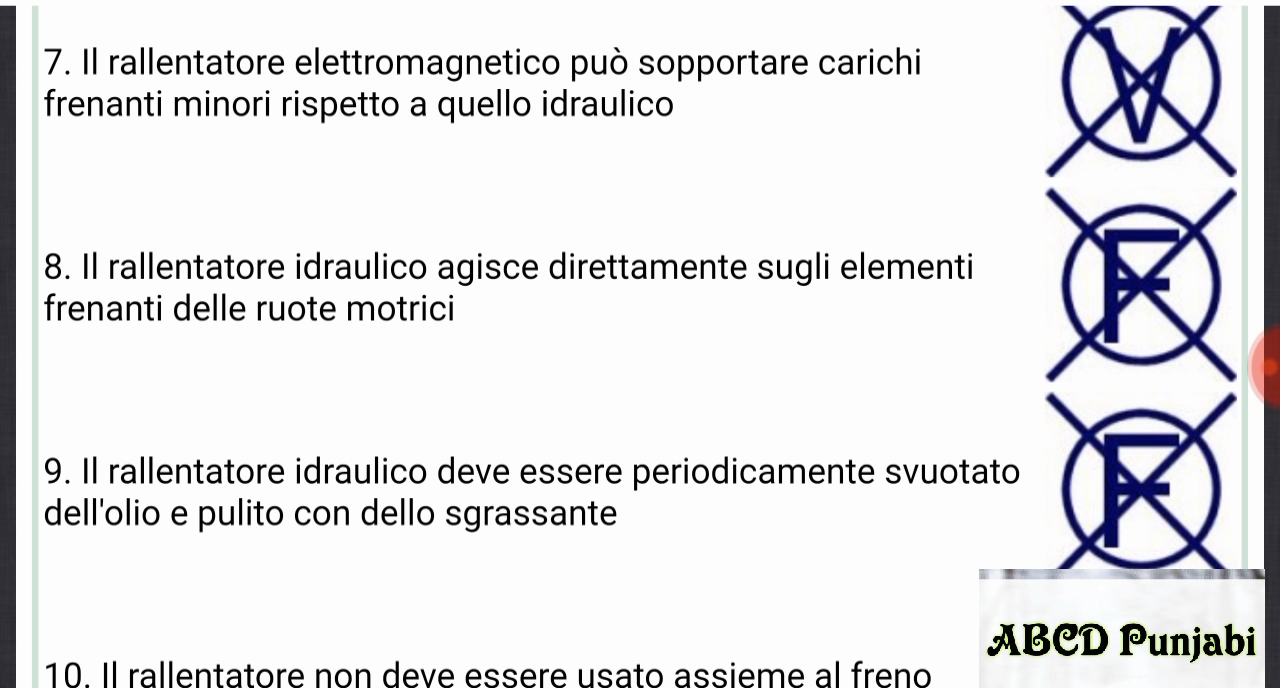 7. Il rallentatore elettromagnetico può sopportare carichi
frenanti minori rispetto a quello idraulico
V
8. Il rallentatore idraulico agisce direttamente sugli elementi
frenanti delle ruote motrici
F
9. Il rallentatore idraulico deve essere periodicamente svuotato
dell'olio e pulito con dello sgrassante
F
10. Il rallentatore non deve essere usato assieme al freno
ABCD Punjabi